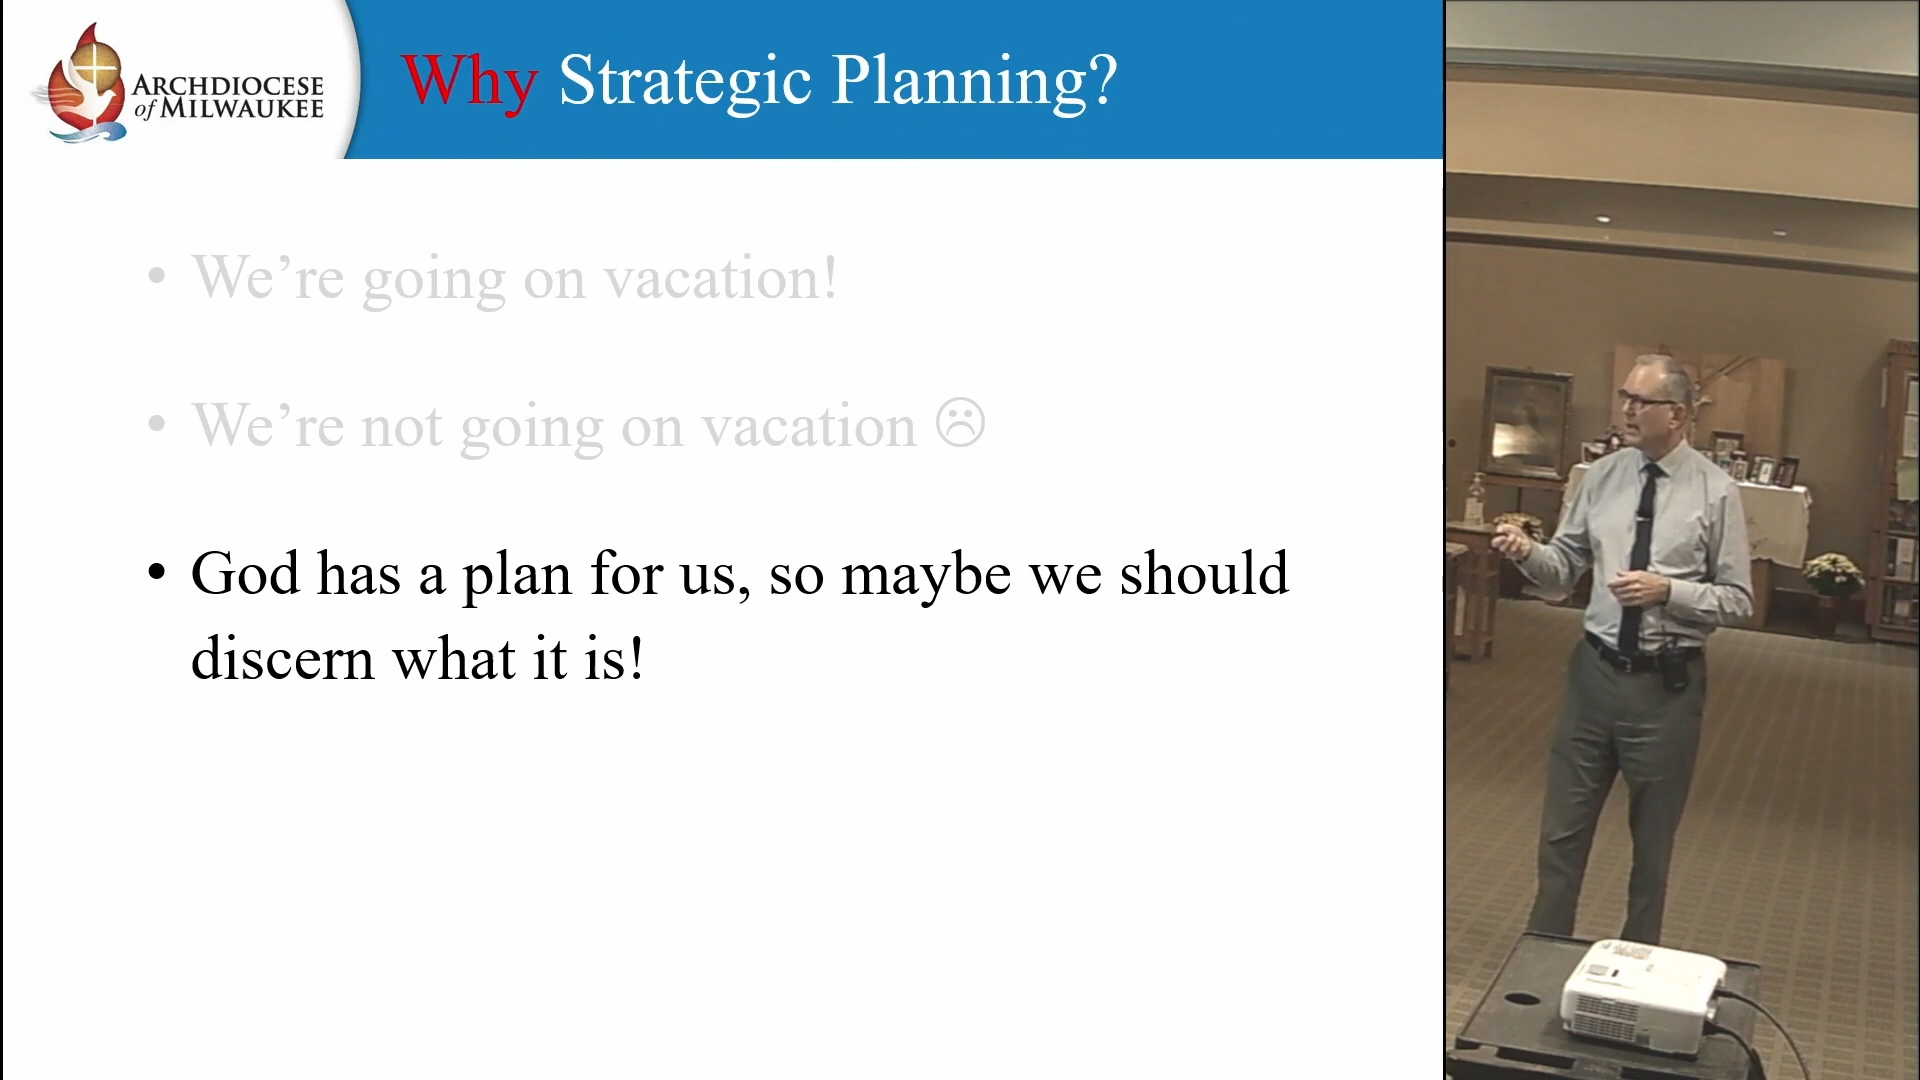 ARCHDIOCESE
of MILWAUKEE
Why Strategic Planning?
• We’re going on vacation!
• We’re not going on vacation ☹
• God has a plan for us, so maybe we should
discern what it is!